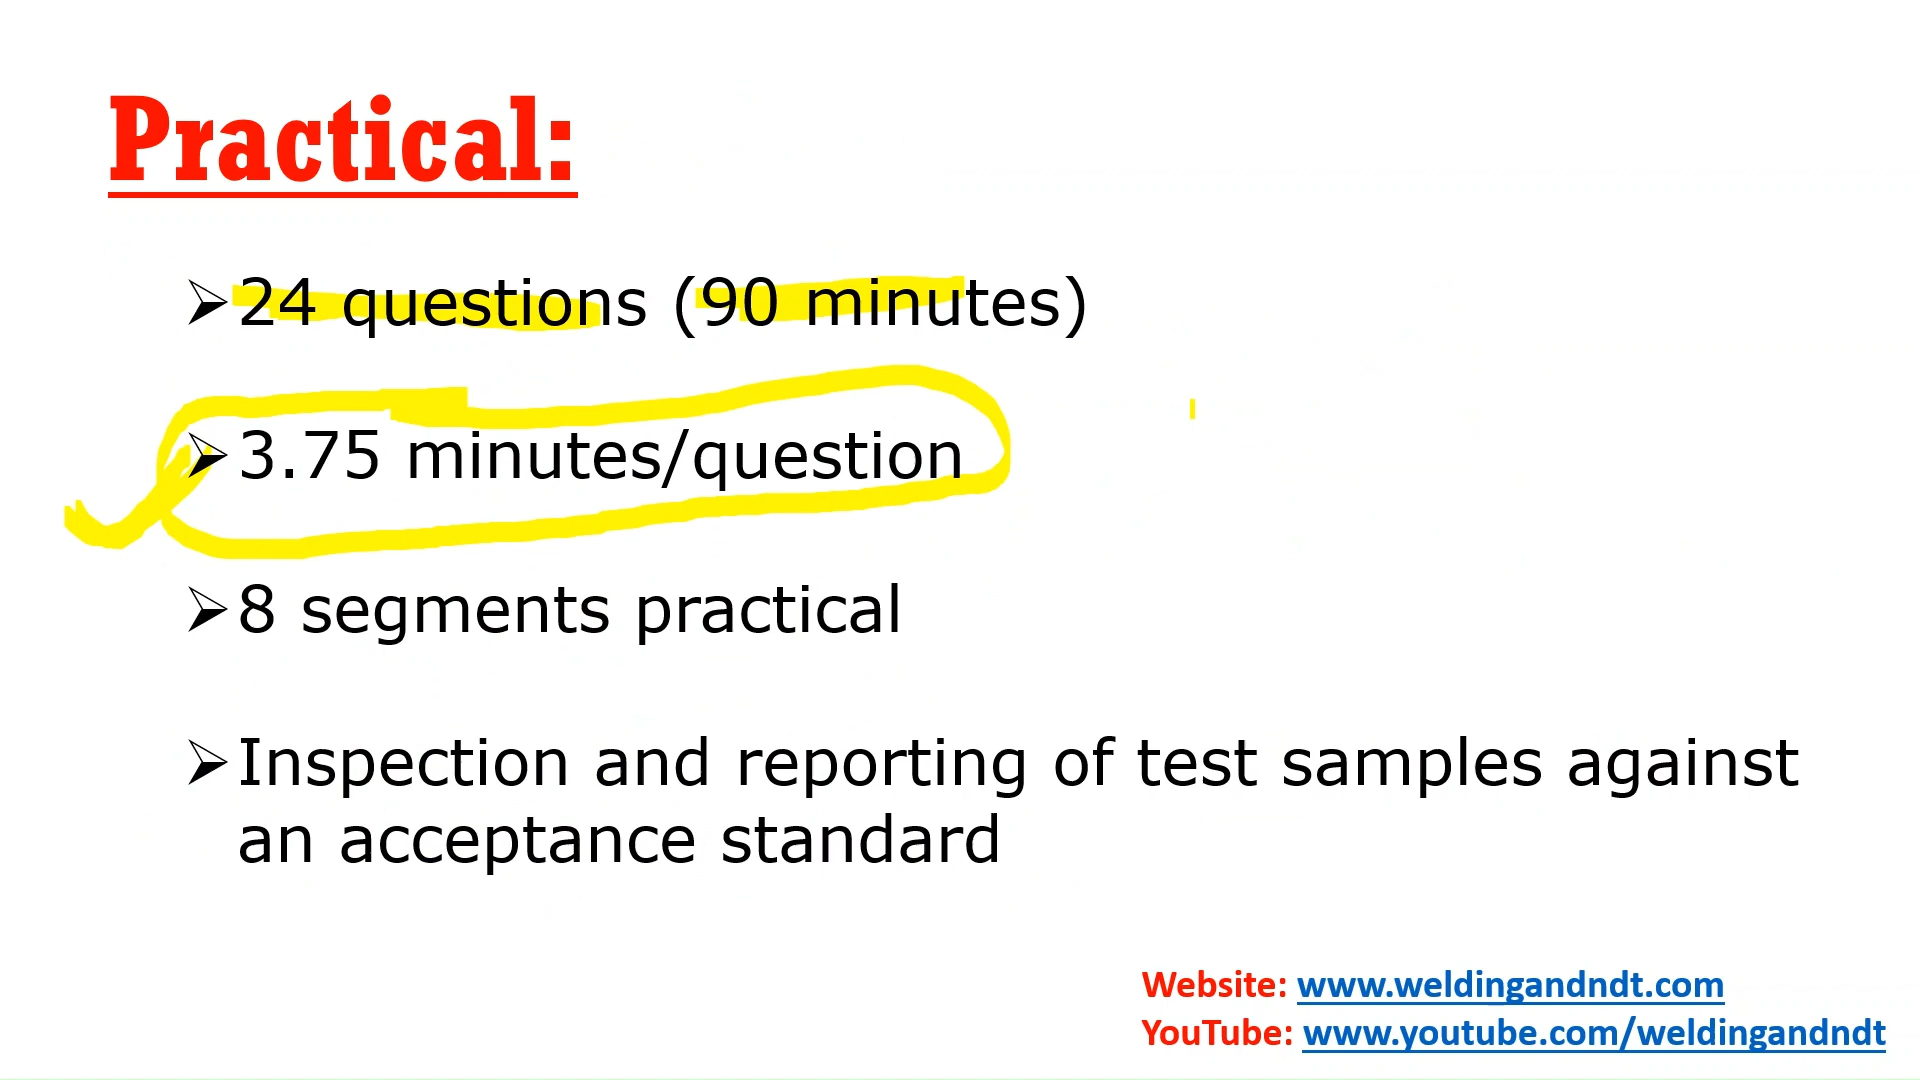 Practical:
➢24 questions (90 minutes)
➢3.75 minutes/question
➢8 segments practical
➢Inspection and reporting of test samples against
an acceptance standard
Website: www.weldingandndt.com
YouTube: www.youtube.com/weldingandndt